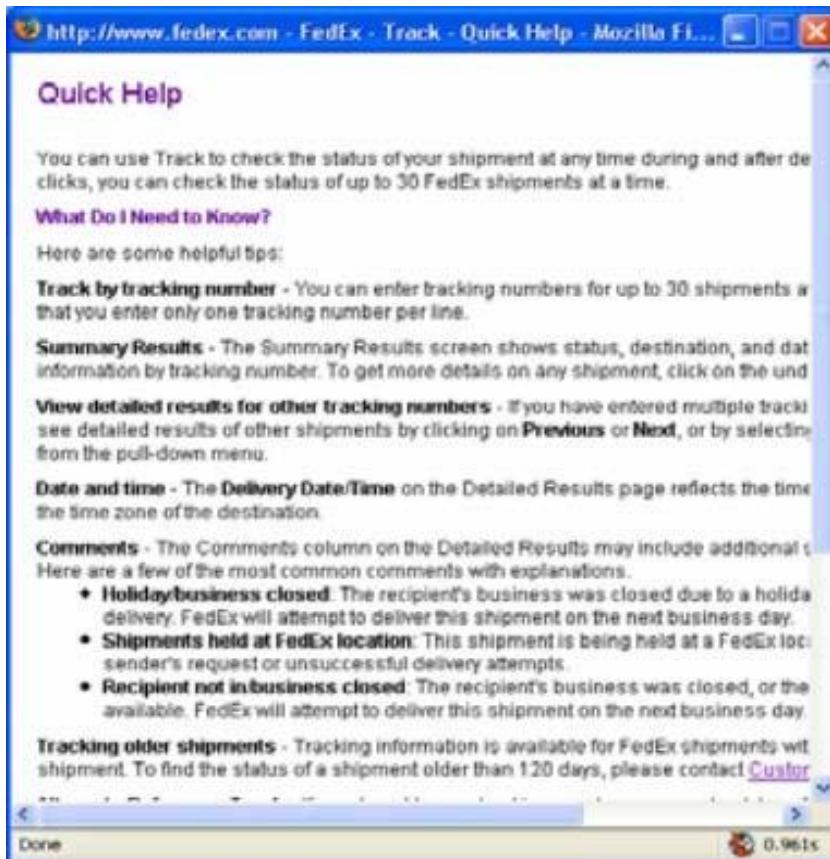 http://www.fedex.com - FedEx - Track - Quick Help - Mozilla Fi...
Quick Help
You can use Track to check the status of your shipment at any time during and after de
clicks, you can check the status of up to 30 FedEx shipments at a time.
What Do I Need to Know?
Here are some helpful tips:
Track by tracking number - You can enter tracking numbers for up to 30 shipments a
that you enter only one tracking number per line.
Summary Results - The Summary Results screen shows status, destination, and dat
information by tracking number. To get more details on any shipment, click on the und
View detailed results for other tracking numbers - If you have entered multiple tracki
see detailed results of other shipments by clicking on Previous or Next, or by selecting
from the pull-down menu.
Date and time - The Delivery Date/Time on the Detailed Results page reflects the time
the time zone of the destination.
Comments - The Comments column on the Detailed Results may include additional s
Here are a few of the most common comments with explanations.
• Holiday/business closed: The recipient's business was closed due to a holida
delivery. FedEx will attempt to deliver this shipment on the next business day.
• Shipments held at FedEx location: This shipment is being held at a FedEx loc
sender's request or unsuccessful delivery attempts.
• Recipient not in/business closed: The recipient's business was closed, or the
available. FedEx will attempt to deliver this shipment on the next business day.
Tracking older shipments - Tracking information is available for FedEx shipments wit
shipment. To find the status of a shipment older than 120 days, please contact Custom
Done
0.961s